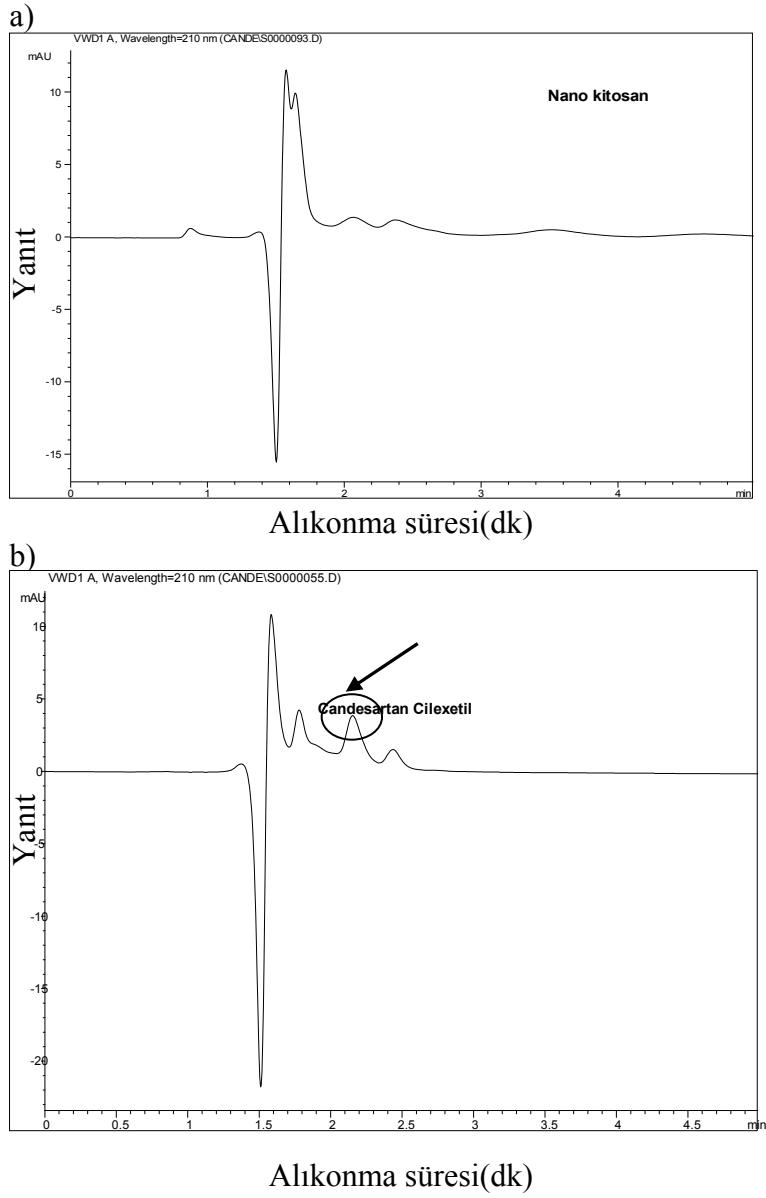 a)
VWD1 A, Wavelength=210 nm (CANDE\S0000093.D)
mAU
Nano kitosan
10
5
0
-5
-10
-15
Yanıt
0 1 2 3 4 min
Alıkonma süresi(dk)
b)
VWD1 A, Wavelength=210 nm (CANDE\S0000055.D)
mAU
Candesartan Cilexetil
10
5
0
-5
-10
-15
-20
Yanıt
0 0.5 1 1.5 2 2.5 3 3.5 4 4.5 min
Alıkonma süresi(dk)